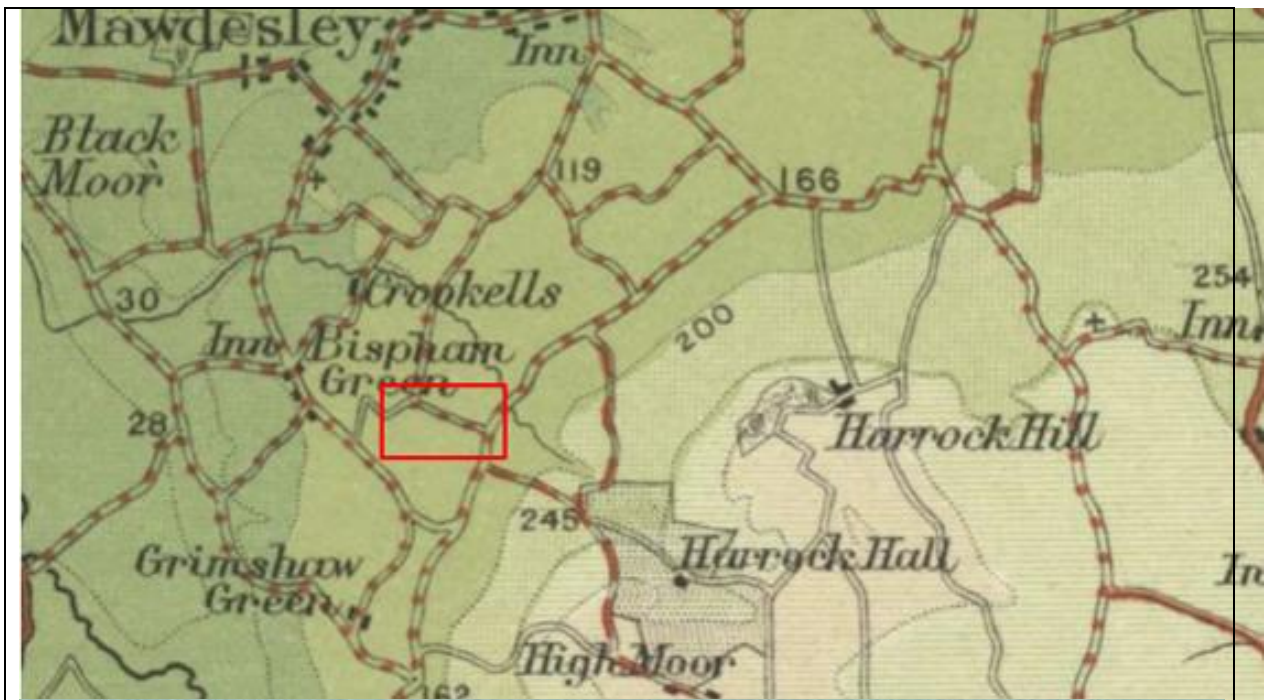 Mawdesley
Inn
Black
Moor
119
166
254
Inn
30
Crookells
200
Inn
Bispham
Green
28
Harrock Hill
245
Harrock Hall
Grimshaw
Green
High Moor
162